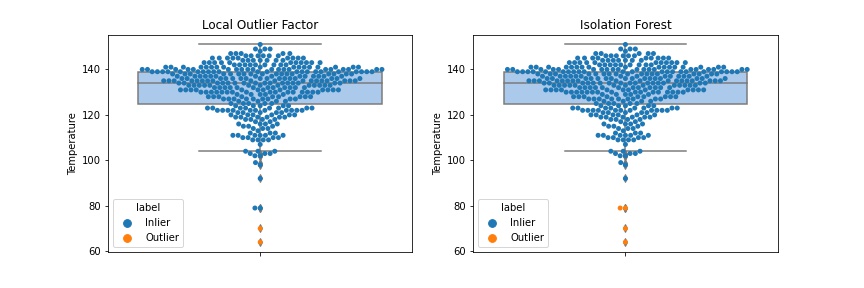 Local Outlier Factor
140
120
100
80
60
Temperature
label
Inlier
Outlier
Isolation Forest
140
120
100
80
60
Temperature
label
Inlier
Outlier